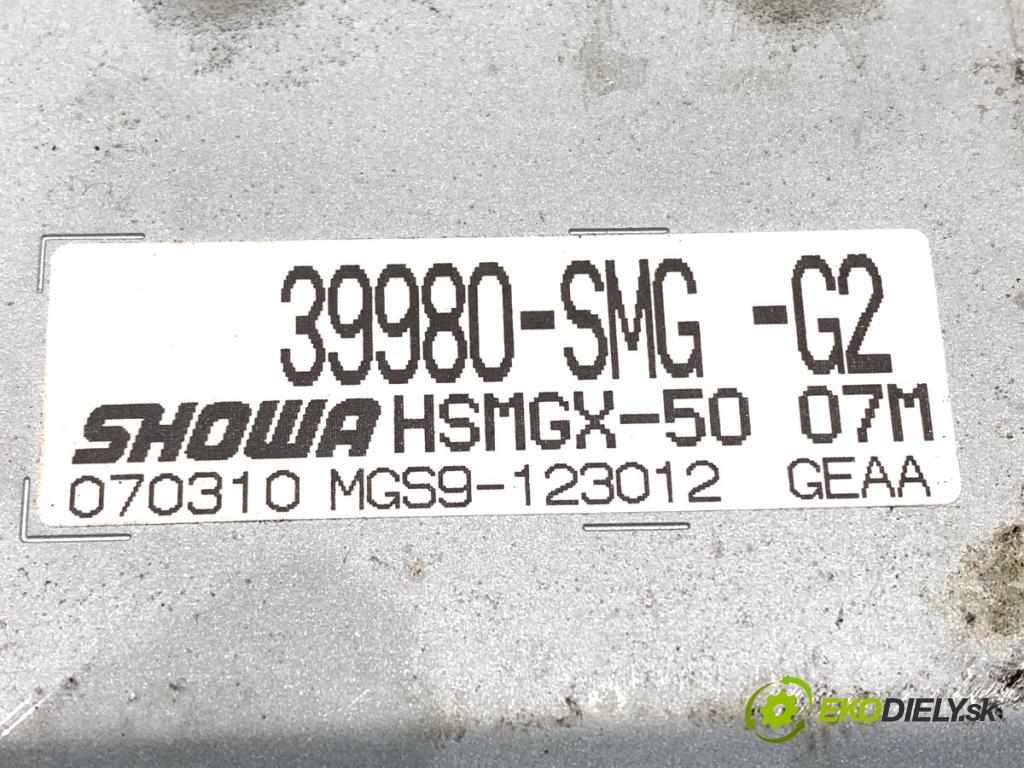 39980-SMG -G2
SHOWA HSMGX-50 07M
070310 MGS9-123012 GEAA
EKODIELY.sk